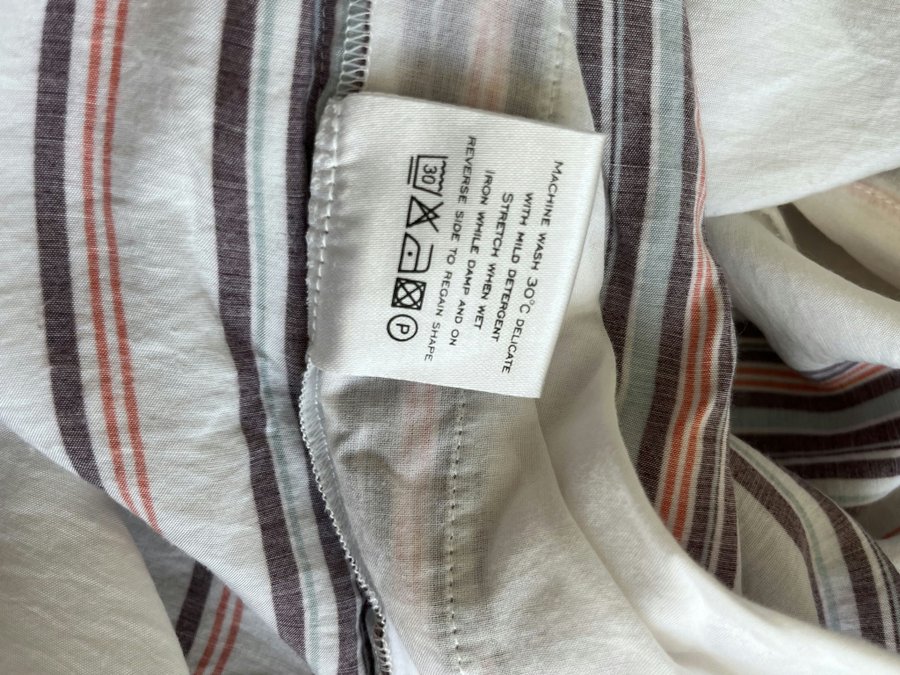 MACHINE WASH 30°C DELICATE
WITH MILD DETERGENT
STRETCH WHEN WET
IRON WHILE DAMP AND ON
REVERSE SIDE TO REGAIN SHAPE
30
P